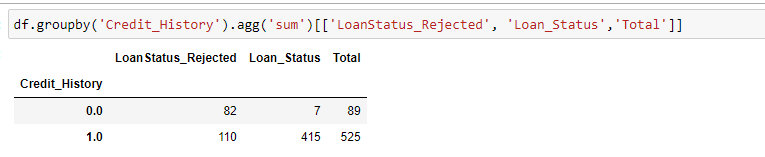 df.groupby('Credit_History').agg('sum')[['LoanStatus_Rejected', 'Loan_Status','Total']]
LoanStatus_Rejected Loan_Status Total
Credit_History
0.0 82 7 89
1.0 110 415 525